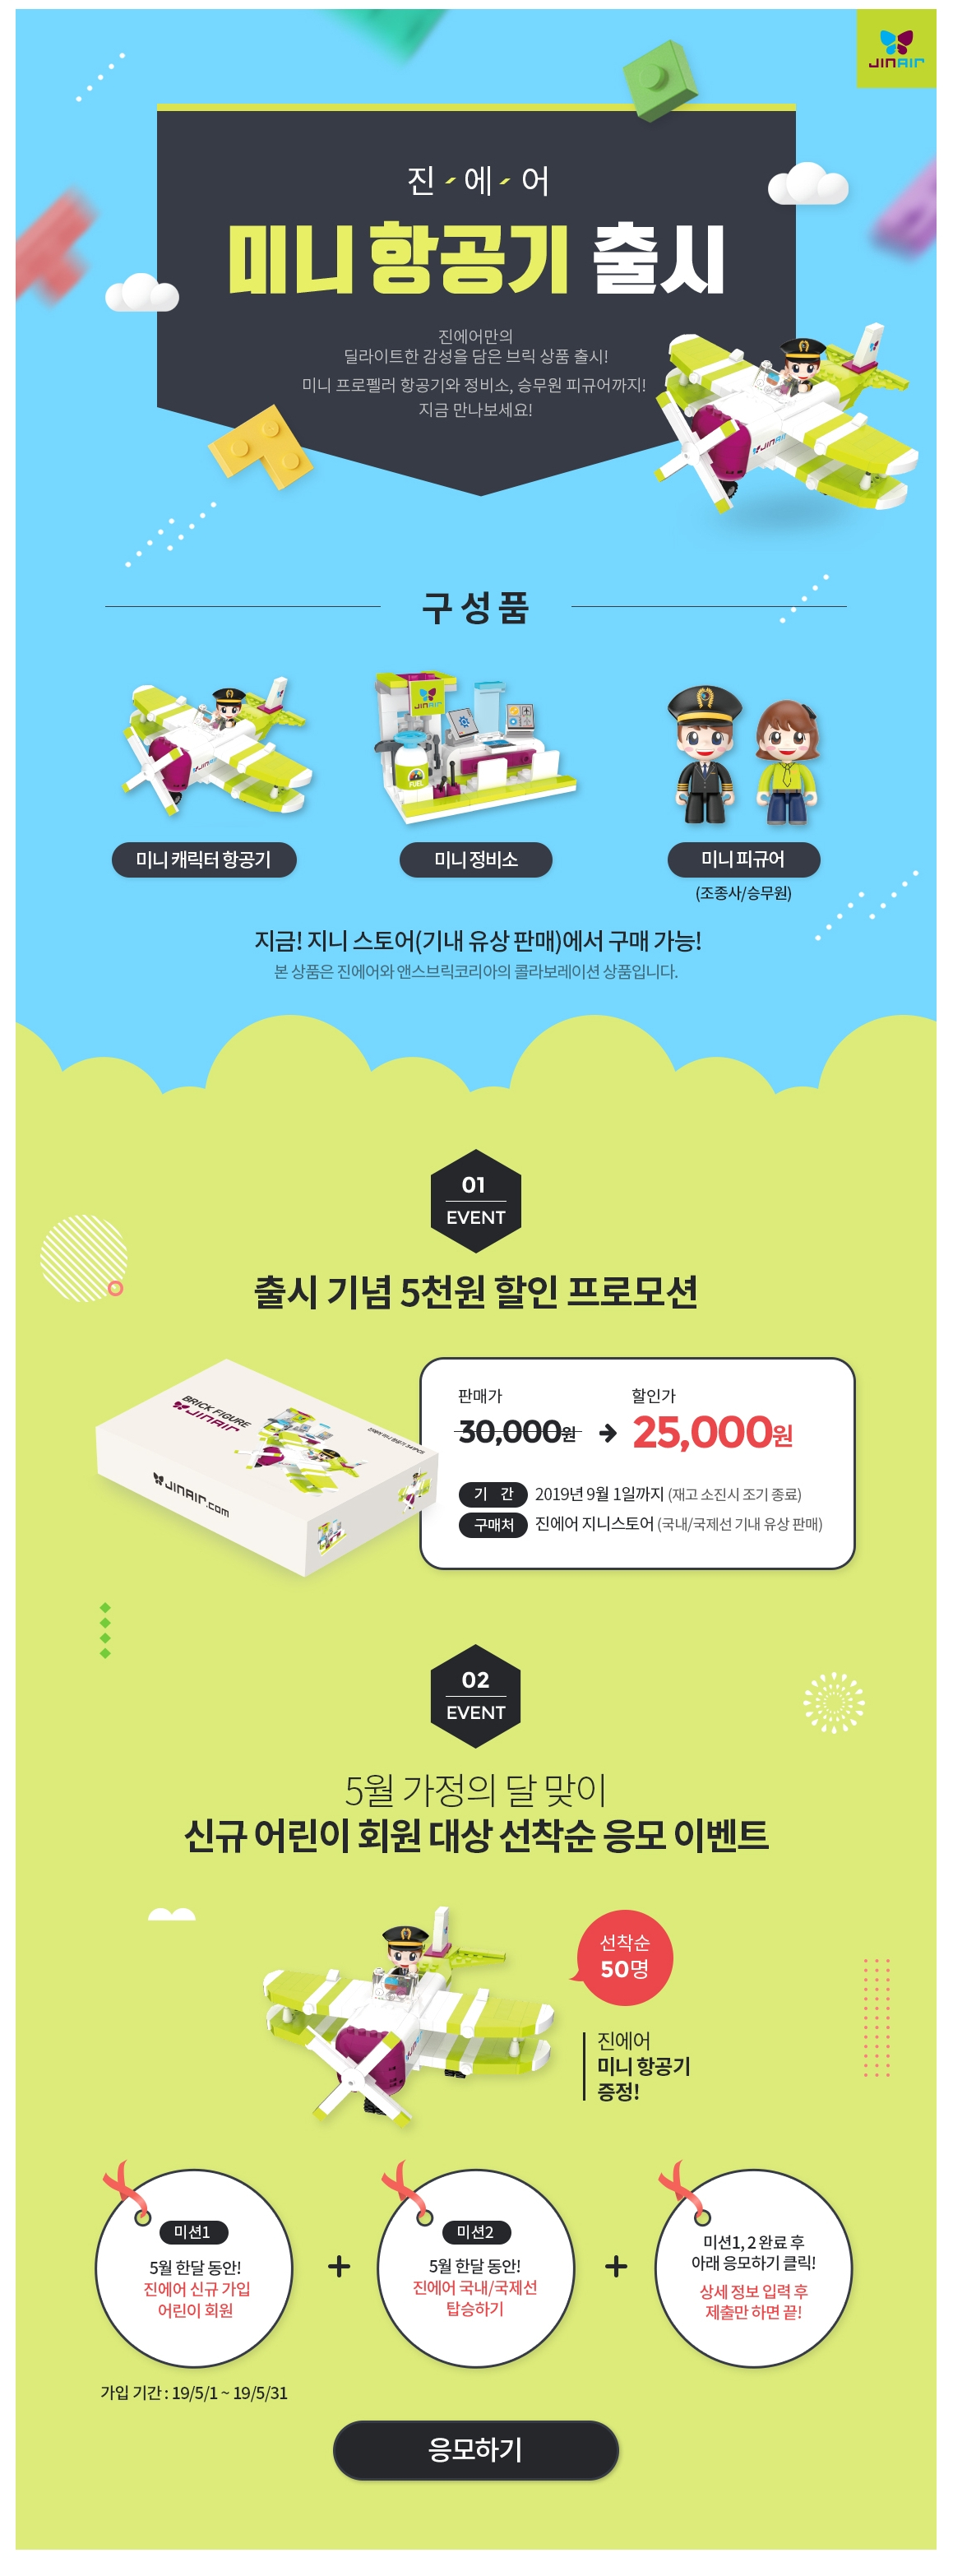 JINAIR
진에어
미니 항공기 출시
진에어만의
딜라이트한 감성을 담은 브릭 상품 출시!
미니 프로펠러 항공기와 정비소, 승무원 피규어까지!
지금 만나보세요!
JINAIR
구성품
JINAIR
JINAIR
FUEL
미니 캐릭터 항공기
미니 정비소
미니 피규어
(조종사/승무원)
지금! 지니 스토어(기내 유상 판매)에서 구매 가능!
본 상품은 진에어와 앤스브릭코리아의 콜라보레이션 상품입니다.
01
EVENT
출시 기념 5천원 할인 프로모션
BRICK FIGURE
JINAIR
JINAIR.com
판매가
할인가
30,000원
25,000원
기 간
2019년 9월 1일까지 (재고 소진시 조기 종료)
구매처
진에어 지니스토어 (국내/국제선 기내 유상 판매)
02
EVENT
5월 가정의 달 맞이
신규 어린이 회원 대상 선착순 응모 이벤트
선착순
50명
진에어
미니 항공기
증정!
미션1
5월 한달 동안!
진에어 신규 가입
어린이 회원
+
미션2
5월 한달 동안!
진에어 국내/국제선
탑승하기
+
미션1, 2 완료 후
아래 응모하기 클릭!
상세 정보 입력 후
제출만 하면 끝!
가입 기간 : 19/5/1 ~ 19/5/31
응모하기